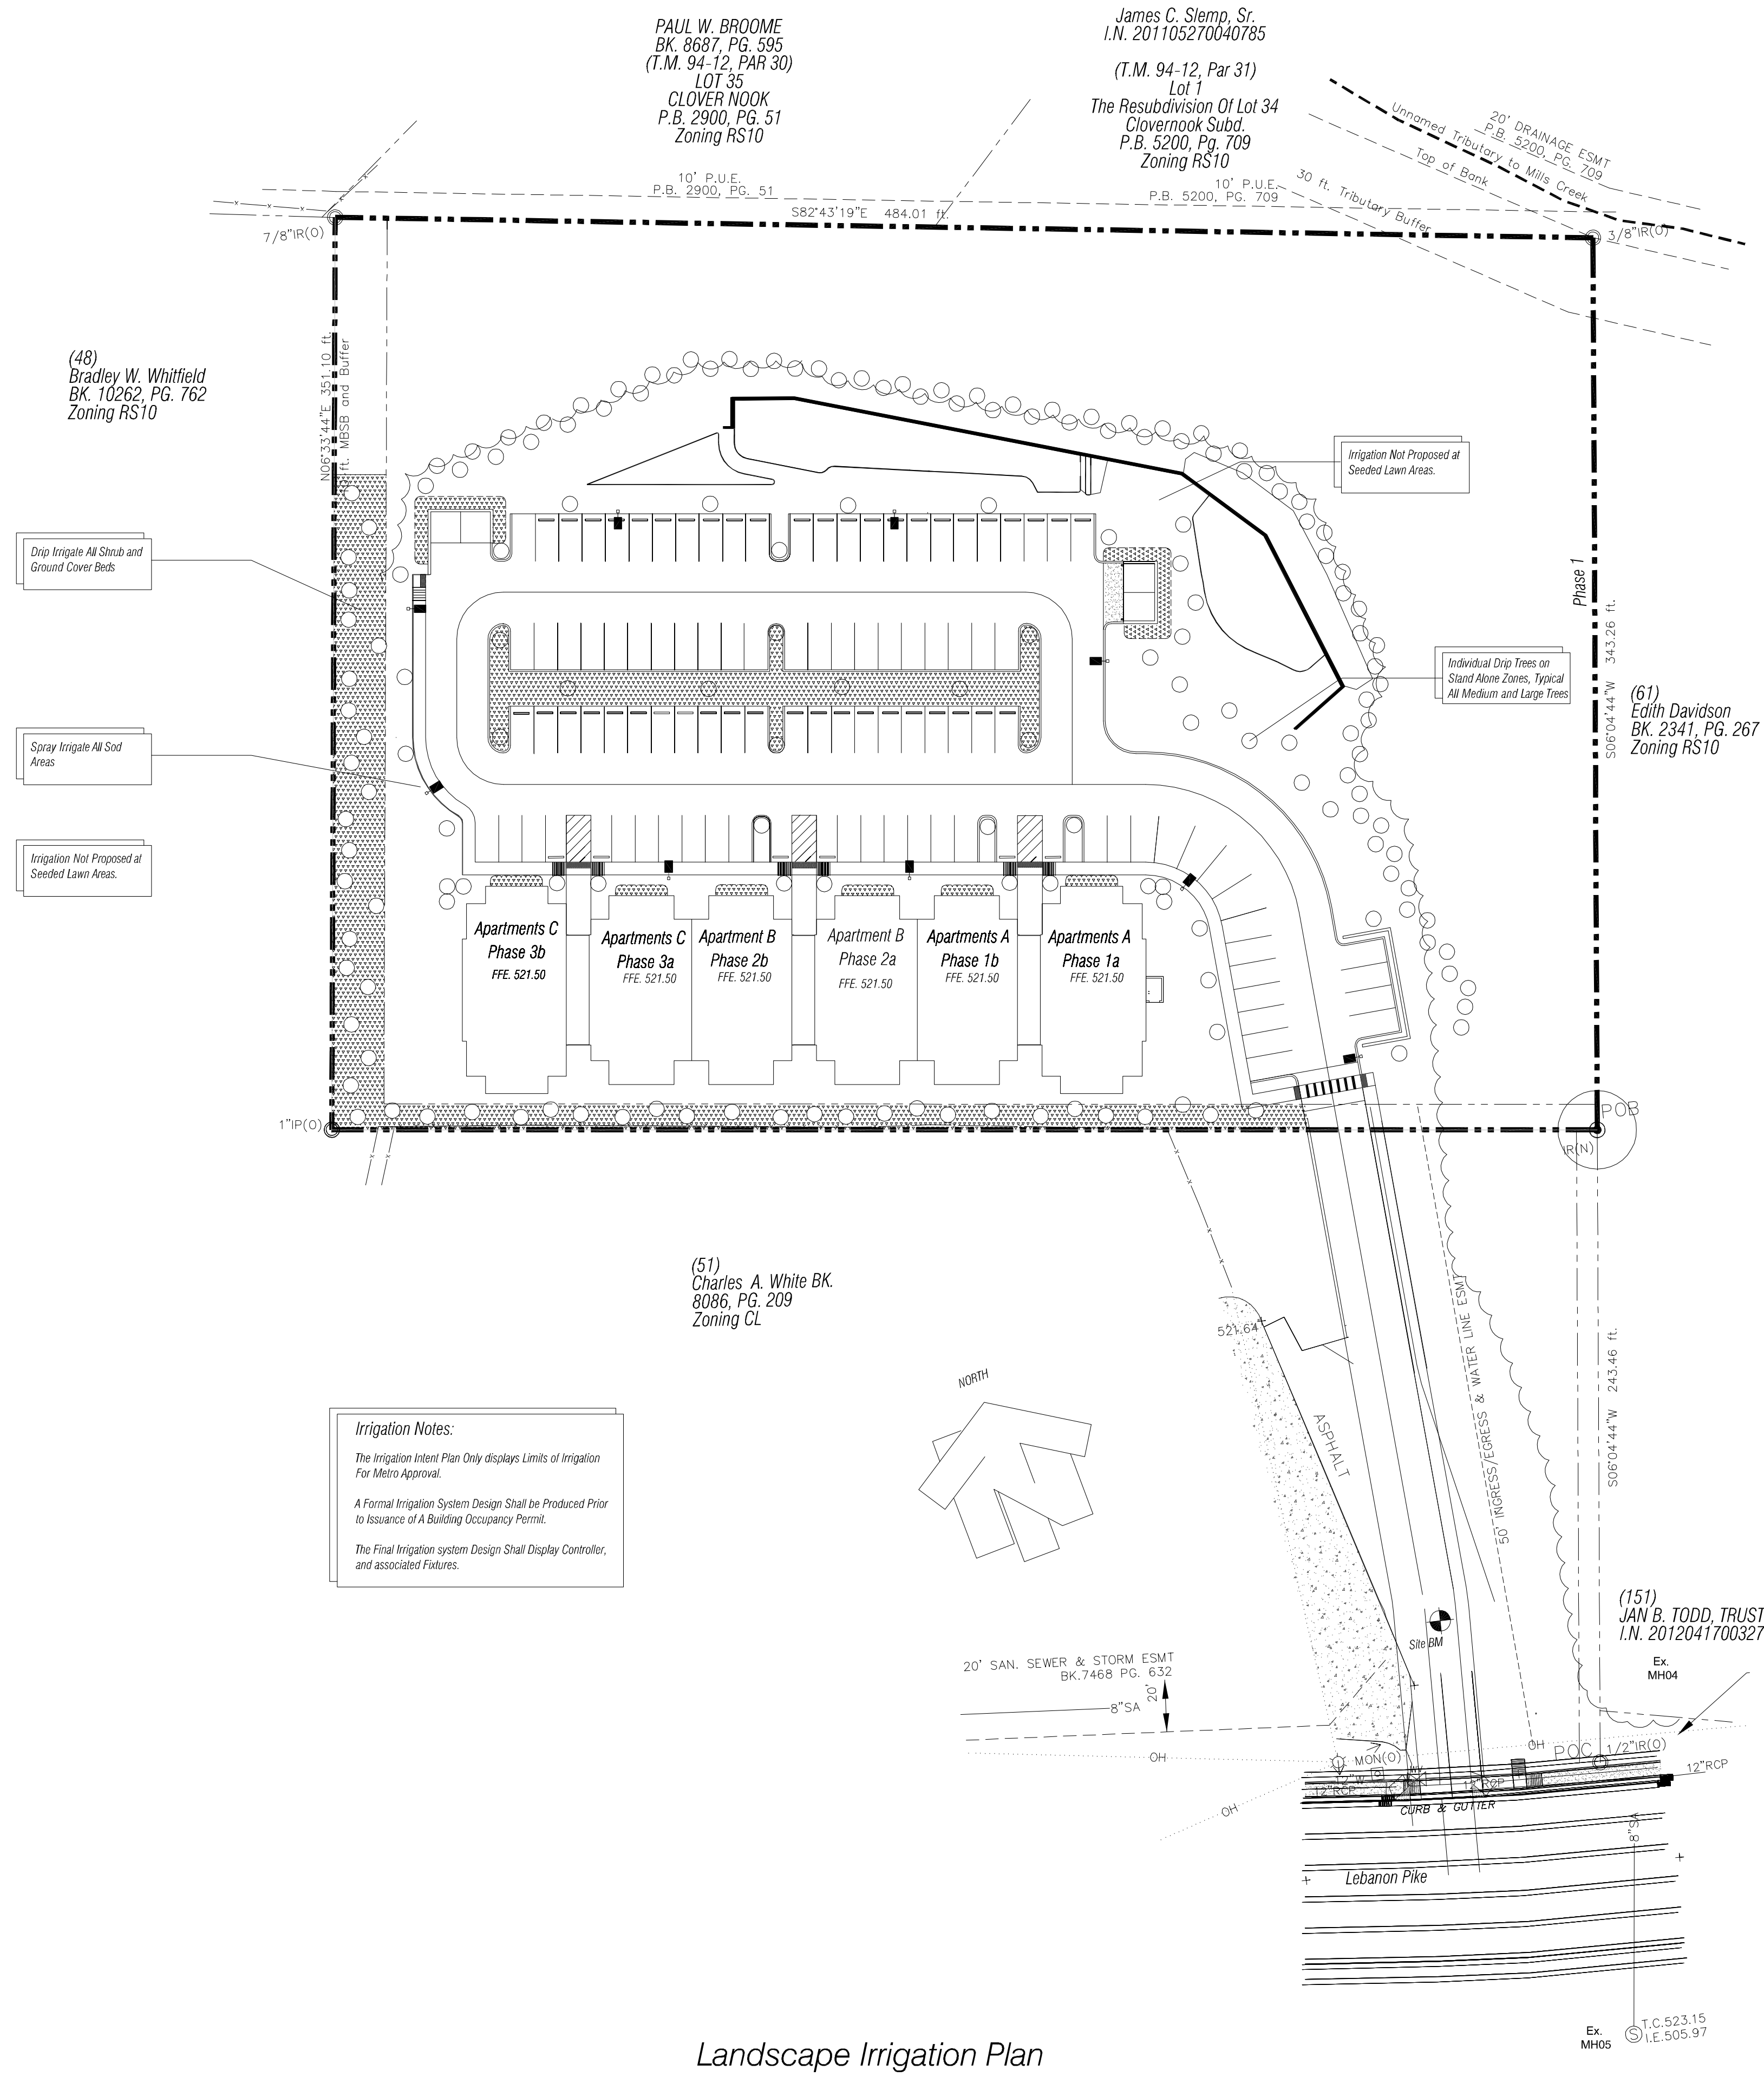 PAUL W. BROOME
BK. 8687, PG. 595
(T.M. 94-12, PAR 30)
LOT 35
CLOVER NOOK
P.B. 2900, PG. 51
Zoning RS10
James C. Slemp, Sr.
I.N. 201105270040785
(T.M. 94-12, Par 31)
Lot 1
The Resubdivision Of Lot 34
Clovernook Subd.
P.B. 5200, Pg. 709
Zoning RS10
20' DRAINAGE ESMT
P.B. 5200, PG. 709
Unnamed Tributary to Mills Creek
Top of Bank
30 ft. Tributary Buffer
10' P.U.E.
P.B. 2900, PG. 51
10' P.U.E.
P.B. 5200, PG. 709
S82°43'19"E 484.01 ft.
7/8"IR(O)
3/8"IR(O)
(48)
Bradley W. Whitfield
BK. 10262, PG. 762
Zoning RS10
N06°33'44"E 351.10 ft.
ft. MBSB and Buffer
Irrigation Not Proposed at
Seeded Lawn Areas.
Drip Irrigate All Shrub and
Ground Cover Beds
Phase 1
S06°04'44"W 343.26 ft.
Individual Drip Trees on
Stand Alone Zones, Typical
All Medium and Large Trees
(61)
Edith Davidson
BK. 2341, PG. 267
Zoning RS10
Spray Irrigate All Sod
Areas
Irrigation Not Proposed at
Seeded Lawn Areas.
Apartments C
Phase 3b
FFE. 521.50
Apartments C
Phase 3a
FFE. 521.50
Apartment B
Phase 2b
FFE. 521.50
Apartment B
Phase 2a
FFE. 521.50
Apartments A
Phase 1b
FFE. 521.50
Apartments A
Phase 1a
FFE. 521.50
1"IP(O)
POB
IR(N)
(51)
Charles A. White BK.
8086, PG. 209
Zoning CL
521.64
NORTH
ASPHALT
50' INGRESS/EGRESS & WATER LINE ESMT
S06°04'44"W 243.46 ft.
Irrigation Notes:
The Irrigation Intent Plan Only displays Limits of Irrigation
For Metro Approval.
A Formal Irrigation System Design Shall be Produced Prior
to Issuance of A Building Occupancy Permit.
The Final Irrigation system Design Shall Display Controller,
and associated Fixtures.
(151)
JAN B. TODD, TRUST
I.N. 2012041700327
Ex.
MH04
Site BM
20' SAN. SEWER & STORM ESMT
BK.7468 PG. 632
20'
8"SA
OH
OH
OH
MON(O)
12"W
WV
12"RCP
12"RCP
POC
1/2"IR(O)
12"RCP
CURB & GUTTER
8"SA
Lebanon Pike
Ex.
MH05
S
T.C.523.15
I.E.505.97
Landscape Irrigation Plan